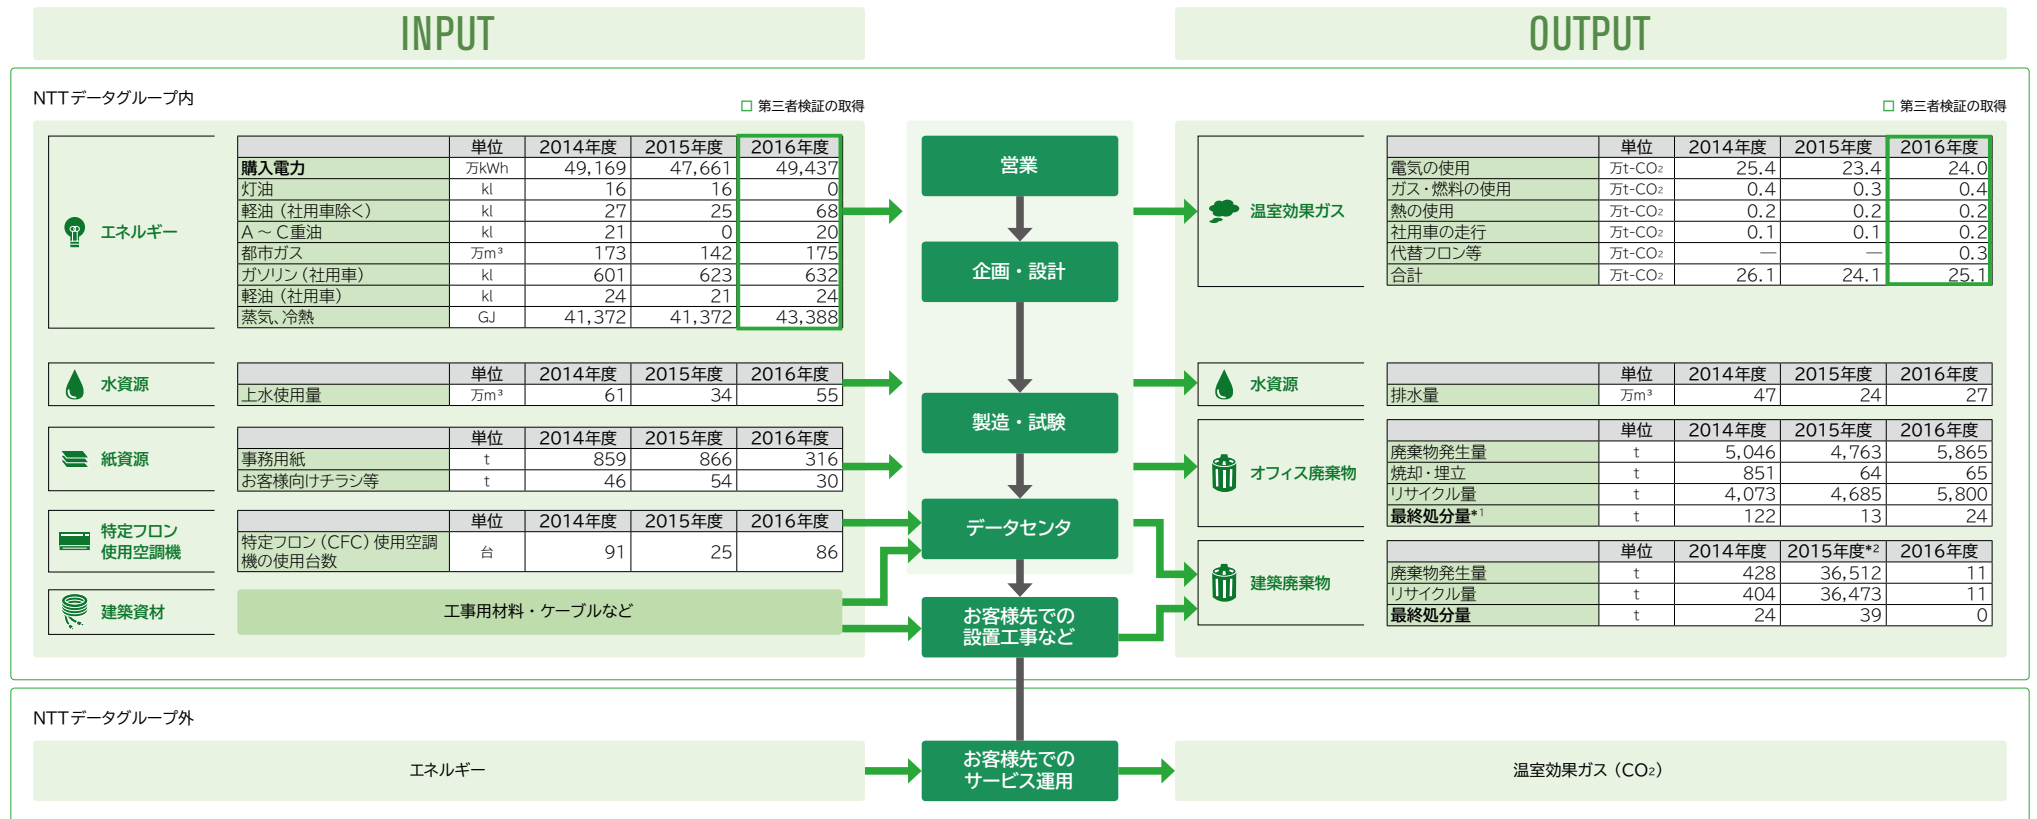 INPUT
OUTPUT
NTTデータグループ内
□ 第三者検証の取得
□ 第三者検証の取得
エネルギー
単位 2014年度 2015年度 2016年度
購入電力 万kWh 49,169 47,661 49,437
灯油 kl 16 16 0
軽油（社用車除く） kl 27 25 68
A～C重油 kl 21 0 20
都市ガス 万m³ 173 142 175
ガソリン（社用車） kl 601 623 632
軽油（社用車） kl 24 21 24
蒸気、冷熱 GJ 41,372 41,372 43,388
水資源
単位 2014年度 2015年度 2016年度
上水使用量 万m³ 61 34 55
紙資源
単位 2014年度 2015年度 2016年度
事務用紙 t 859 866 316
お客様向けチラシ等 t 46 54 30
特定フロン
使用空調機
単位 2014年度 2015年度 2016年度
特定フロン（CFC）使用空調
機の使用台数 台 91 25 86
建築資材
工事用材料・ケーブルなど
営業
企画・設計
製造・試験
データセンタ
お客様先での
設置工事など
温室効果ガス
単位 2014年度 2015年度 2016年度
電気の使用 万t-CO₂ 25.4 23.4 24.0
ガス・燃料の使用 万t-CO₂ 0.4 0.3 0.4
熱の使用 万t-CO₂ 0.2 0.2 0.2
社用車の走行 万t-CO₂ 0.1 0.1 0.2
代替フロン等 万t-CO₂ — — 0.3
合計 万t-CO₂ 26.1 24.1 25.1
水資源
単位 2014年度 2015年度 2016年度
排水量 万m³ 47 24 27
オフィス廃棄物
単位 2014年度 2015年度 2016年度
廃棄物発生量 t 5,046 4,763 5,865
焼却・埋立 t 851 64 65
リサイクル量 t 4,073 4,685 5,800
最終処分量*¹ t 122 13 24
建築廃棄物
単位 2014年度 2015年度*² 2016年度
廃棄物発生量 t 428 36,512 11
リサイクル量 t 404 36,473 11
最終処分量 t 24 39 0
NTTデータグループ外
エネルギー
お客様先での
サービス運用
温室効果ガス（CO₂）